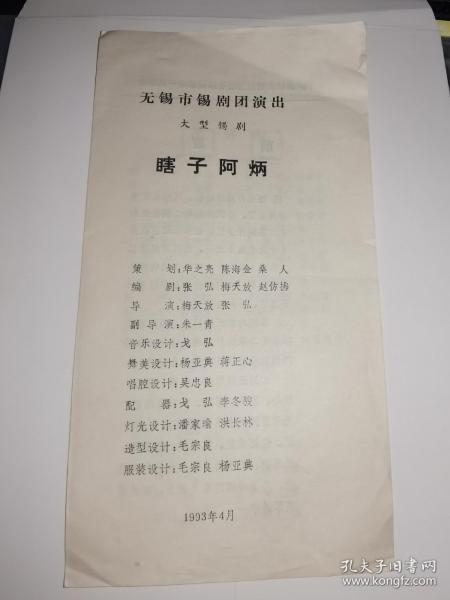 无锡市锡剧团演出
大型锡剧
瞎子阿炳
策 划:华之亮 陈海金 桑 人
编 剧:张 弘 梅天放 赵仿协
导 演:梅天放 张 弘
副导演:朱一青
音乐设计:戈 弘
舞美设计:杨亚典 蒋正心
唱腔设计:吴忠良
配 器:戈 弘 李冬骏
灯光设计:潘家瑜 洪长林
造型设计:毛宗良
服装设计:毛宗良 杨亚典
1993年4月
孔夫子旧书网
www.kongfz.com